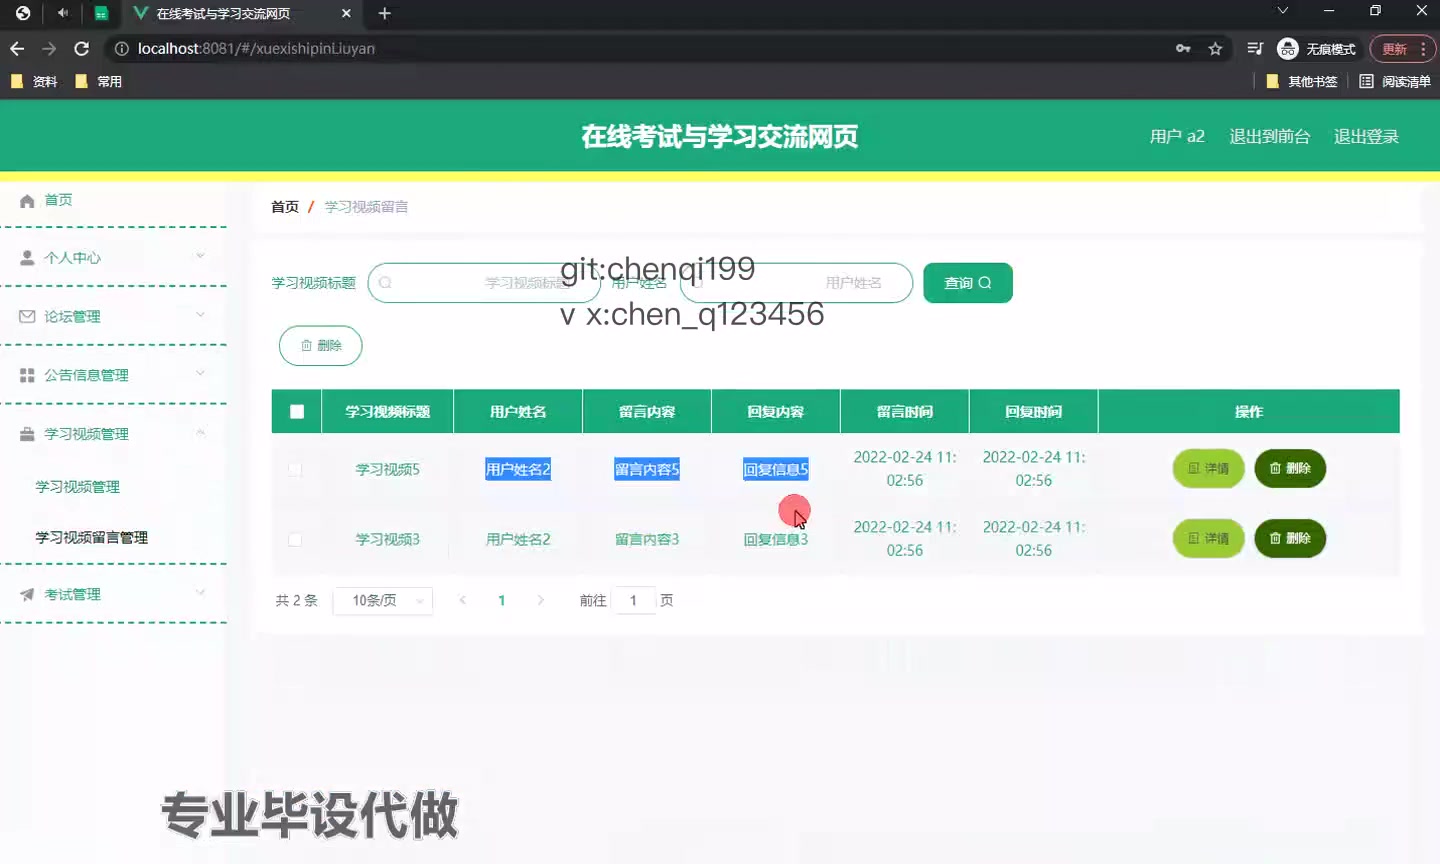 在线考试与学习交流网页
localhost:8081/#/xuexishipinLiuyan
无痕模式
更新
资料
常用
其他书签
阅读清单
在线考试与学习交流网页
用户 a2
退出到前台
退出登录
首页
个人中心
论坛管理
公告信息管理
学习视频管理
学习视频管理
学习视频留言管理
考试管理
首页 / 学习视频留言
学习视频标题 学习视频标题 用户姓名 用户姓名 查询
git:chenqi199
v x:chen_q123456
删除
学习视频标题 用户姓名 留言内容 回复内容 留言时间 回复时间 操作
学习视频5 用户姓名2 留言内容5 回复信息5 2022-02-24 11:02:56 2022-02-24 11:02:56 详情 删除
学习视频3 用户姓名2 留言内容3 回复信息3 2022-02-24 11:02:56 2022-02-24 11:02:56 详情 删除
共 2 条 10条/页 1 前往 1 页
专业毕设代做